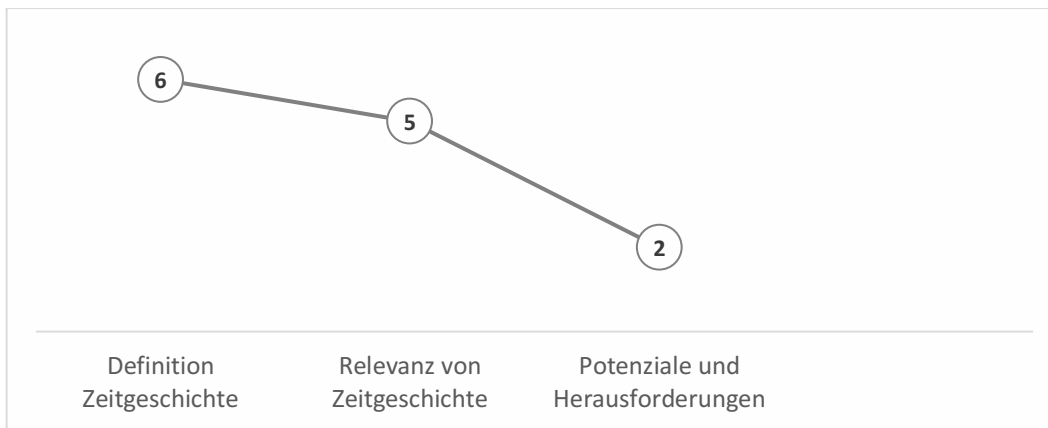 6
5
2
Definition
Zeitgeschichte
Relevanz von
Zeitgeschichte
Potenziale und
Herausforderungen